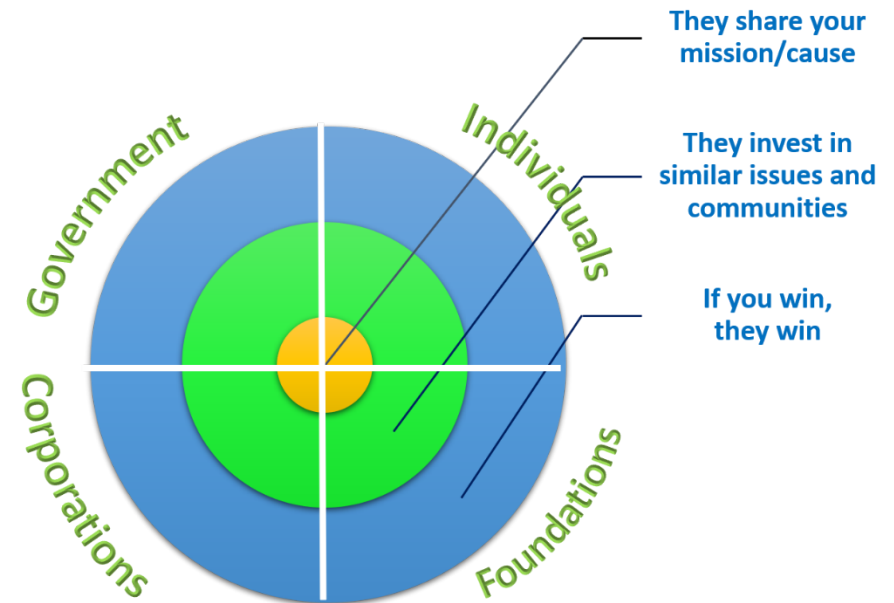 They share your
mission/cause
Government
Individuals
They invest in
similar issues and
communities
If you win,
they win
Corporations
Foundations